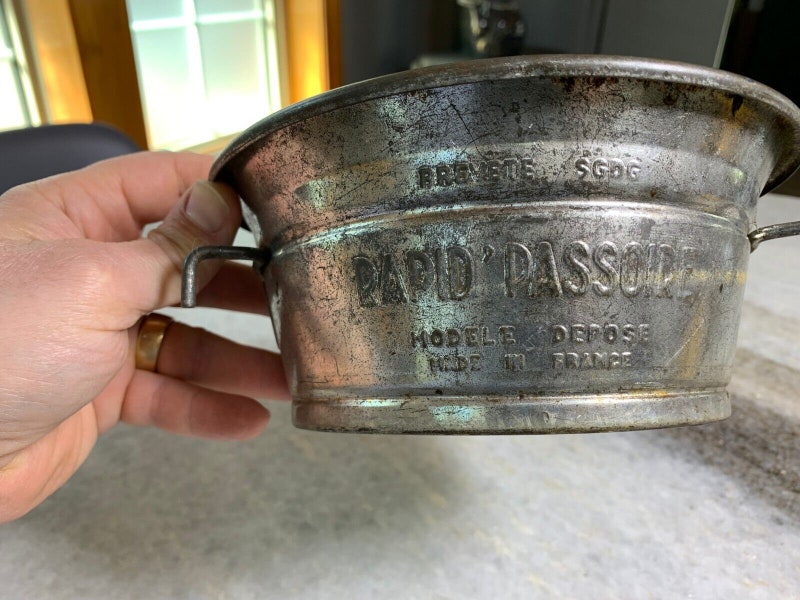 BREVETE SGDG
RAPID' PASSOIRE
MODELE DEPOSE
MADE IN FRANCE